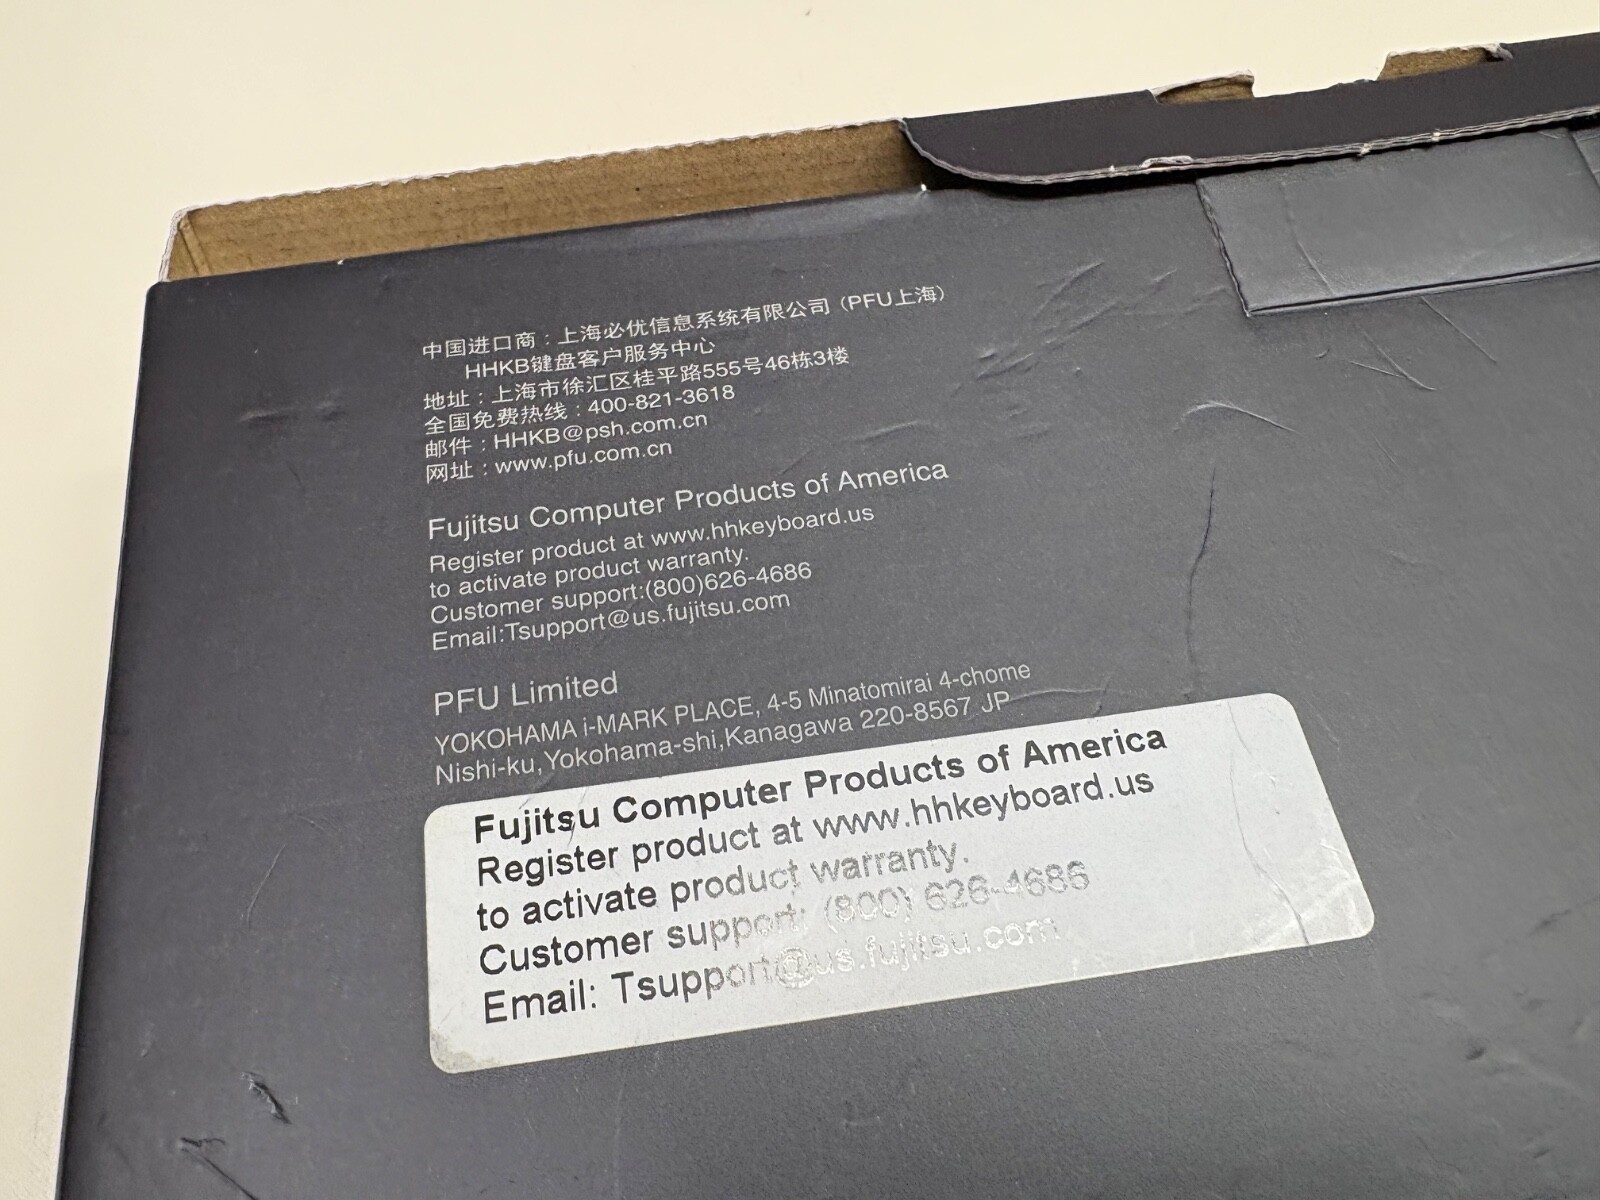 中国进口商：上海必优信息系统有限公司（PFU上海）
HHKB键盘客户服务中心
地址：上海市徐汇区桂平路555号46栋3楼
全国免费热线：400-821-3618
邮件：HHKB@psh.com.cn
网址：www.pfu.com.cn
Fujitsu Computer Products of America
Register product at www.hhkeyboard.us
to activate product warranty.
Customer support:(800)626-4686
Email:Tsupport@us.fujitsu.com
PFU Limited
YOKOHAMA i-MARK PLACE, 4-5 Minatomirai 4-chome
Nishi-ku,Yokohama-shi,Kanagawa 220-8567 JP
Fujitsu Computer Products of America
Register product at www.hhkeyboard.us
to activate product warranty.
Customer support: (800) 626-4686
Email: Tsupport@us.fujitsu.com